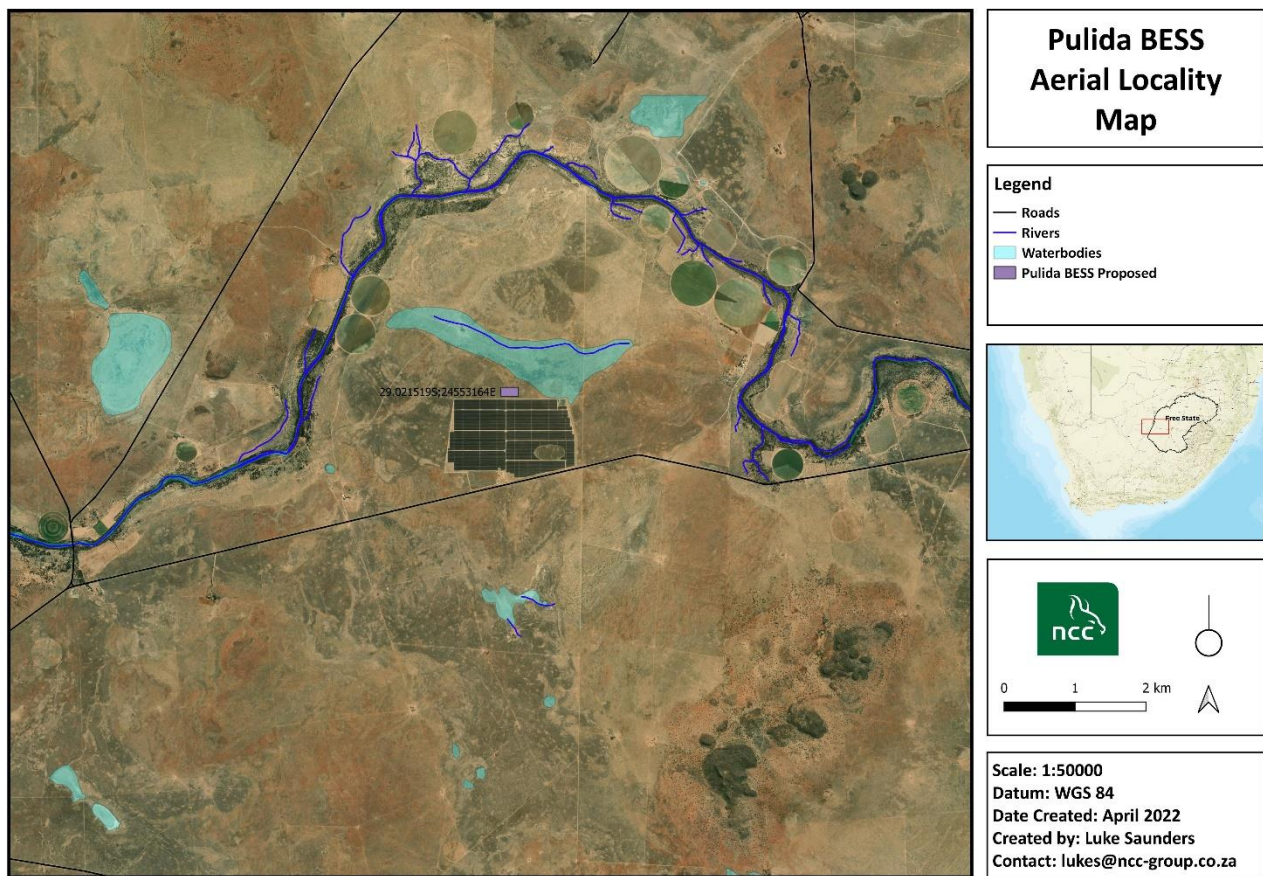 Pulida BESS
Aerial Locality
Map
Legend
Roads
Rivers
Waterbodies
Pulida BESS Proposed
29.0215195;24553164E
Free State
ncc
0 1 2 km
Scale: 1:50000
Datum: WGS 84
Date Created: April 2022
Created by: Luke Saunders
Contact: lukes@ncc-group.co.za